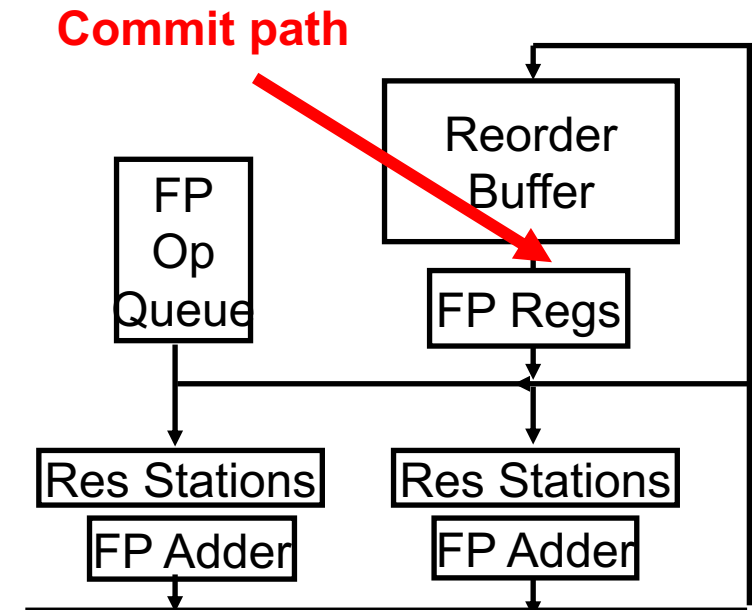 Commit path
Reorder
Buffer
FP
Op
Queue
FP Regs
Res Stations
Res Stations
FP Adder
FP Adder